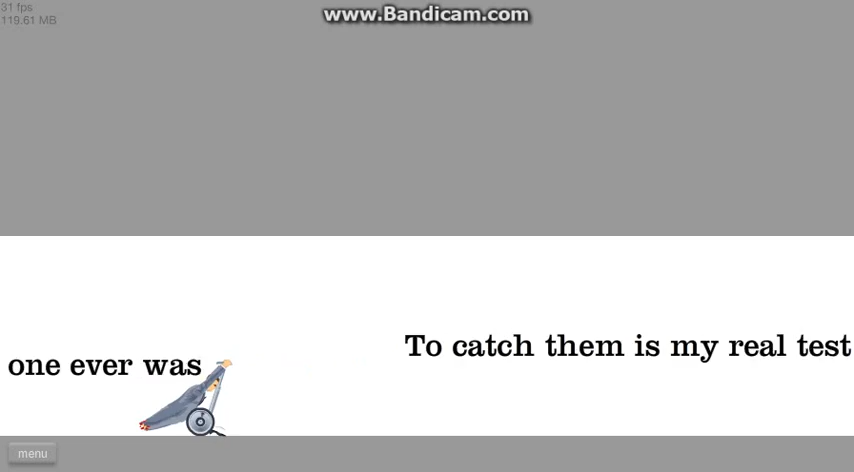 31 fps
119.61 MB
www.Bandicam.com
To catch them is my real test
one ever was
menu